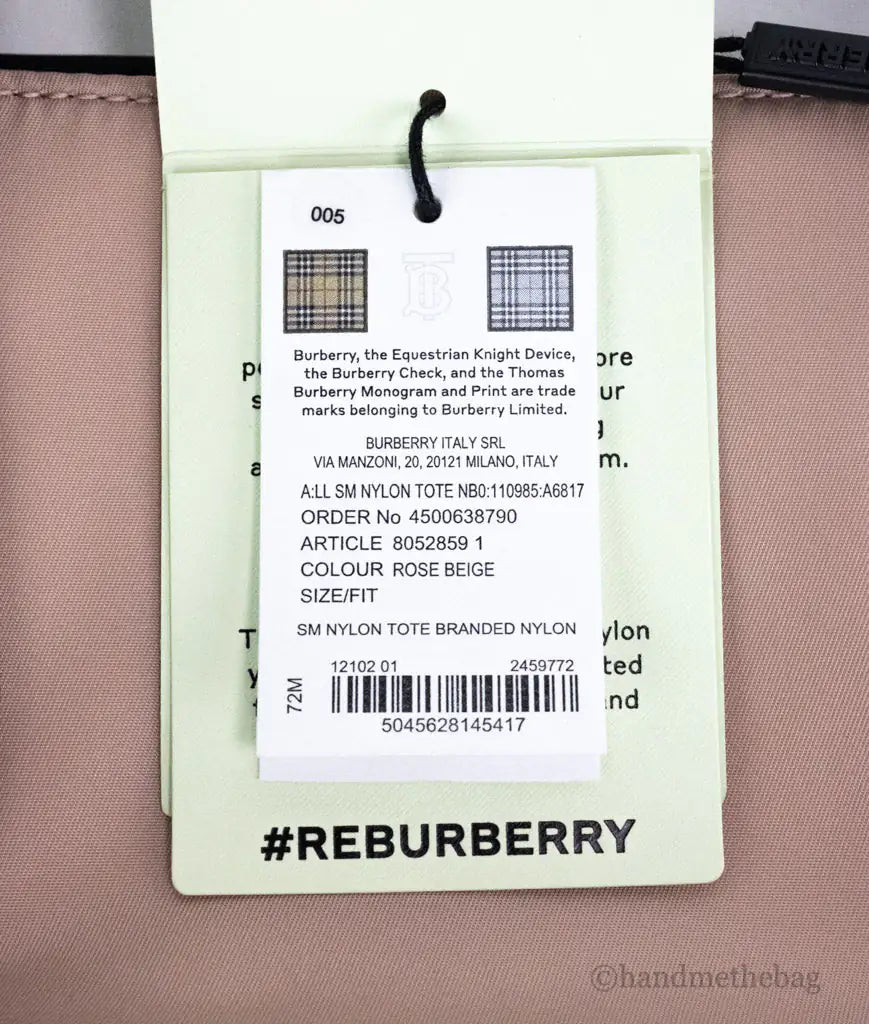 BERRY
005
TB
Burberry, the Equestrian Knight Device,
the Burberry Check, and the Thomas
Burberry Monogram and Print are trade
marks belonging to Burberry Limited.
BURBERRY ITALY SRL
VIA MANZONI, 20, 20121 MILANO, ITALY
A:LL SM NYLON TOTE NB0:110985:A6817
ORDER No 4500638790
ARTICLE 8052859 1
COLOUR ROSE BEIGE
SIZE/FIT
SM NYLON TOTE BRANDED NYLON
12102 01 2459772
72M
5045628145417
#REBURBERRY
©handmethebag